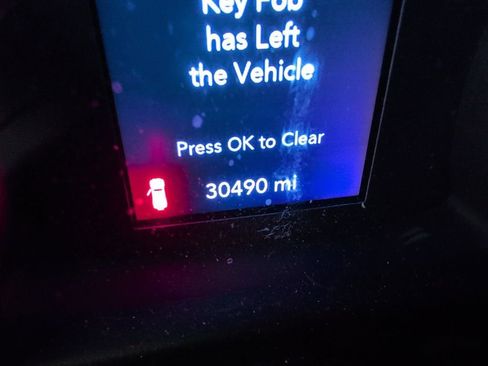 Key Fob
has Left
the Vehicle
Press OK to Clear
30490 mi